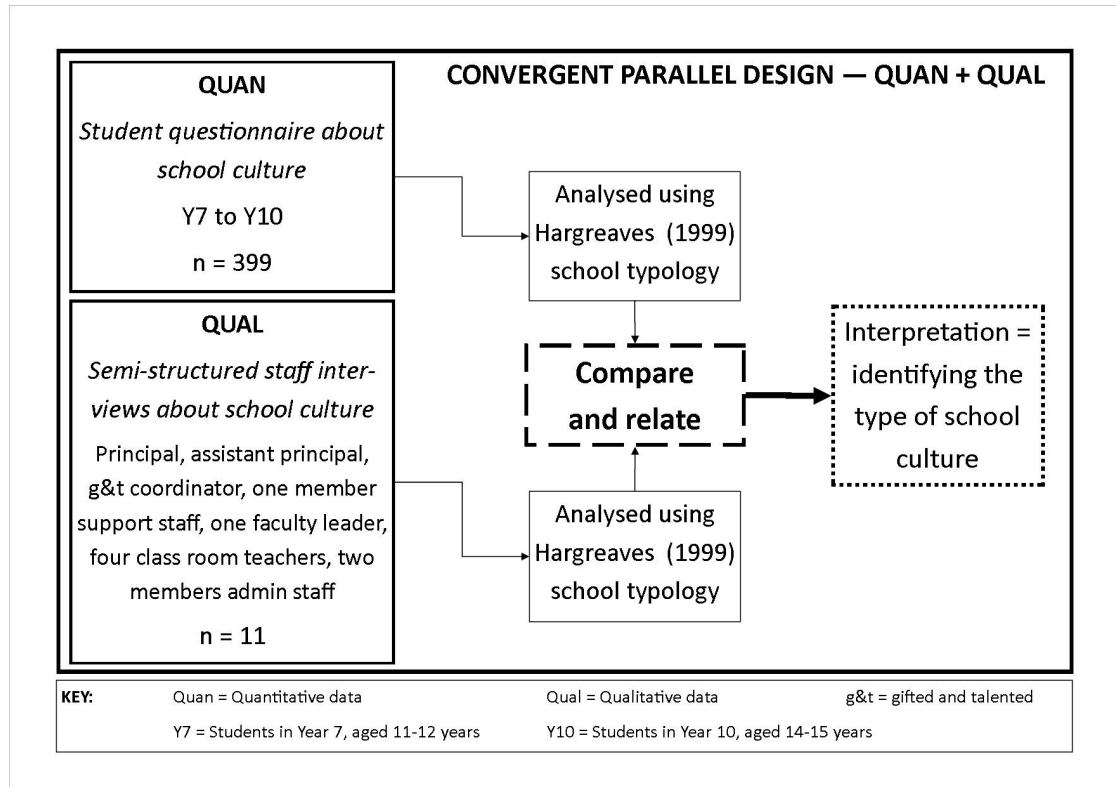 CONVERGENT PARALLEL DESIGN — QUAN + QUAL
QUAN
Student questionnaire about
school culture
Y7 to Y10
n = 399
QUAL
Semi-structured staff inter-
views about school culture
Principal, assistant principal,
g&t coordinator, one member
support staff, one faculty leader,
four class room teachers, two
members admin staff
n = 11
Analysed using
Hargreaves (1999)
school typology
Compare
and relate
Analysed using
Hargreaves (1999)
school typology
Interpretation =
identifying the
type of school
culture
KEY: Quan = Quantitative data Qual = Qualitative data g&t = gifted and talented
Y7 = Students in Year 7, aged 11-12 years Y10 = Students in Year 10, aged 14-15 years